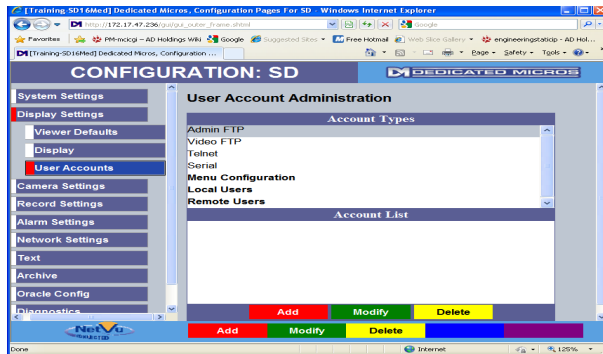 [Training-SD16Med] Dedicated Micros, Configuration Pages For SD - Windows Internet Explorer
http://172.17.47.236/gui/gui_outer_frame.shtml
Google
Favorites
PM-mcicgi – AD Holdings Wiki
Google
Suggested Sites
Free Hotmail
Web Slice Gallery
engineeringstaticip - AD Hol...
[Training-SD16Med] Dedicated Micros, Configuration ...
Page
Safety
Tools
CONFIGURATION: SD
DEDICATED MICROS
System Settings
Display Settings
Viewer Defaults
Display
User Accounts
Camera Settings
Record Settings
Alarm Settings
Network Settings
Text
Archive
Oracle Config
Diagnostics
User Account Administration
Account Types
Admin FTP
Video FTP
Telnet
Serial
Menu Configuration
Local Users
Remote Users
Account List
Add Modify Delete
NetVu
CONNECTED
Add Modify Delete
Done
Internet
125%